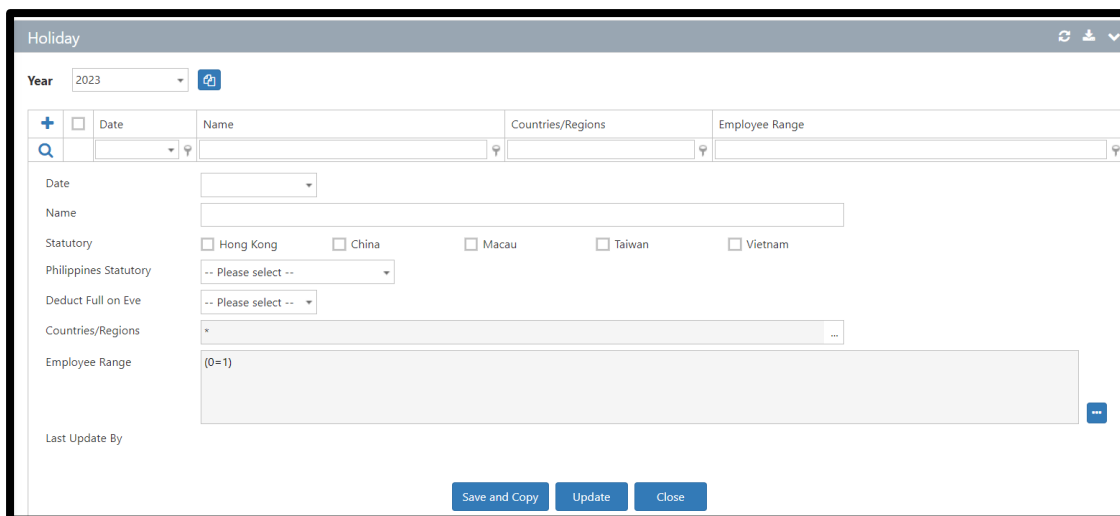 Holiday
Year 2023
Date Name Countries/Regions Employee Range
Date
Name
Statutory Hong Kong China Macau Taiwan Vietnam
Philippines Statutory -- Please select --
Deduct Full on Eve -- Please select --
Countries/Regions * ...
Employee Range (0=1)
Last Update By
Save and Copy Update Close